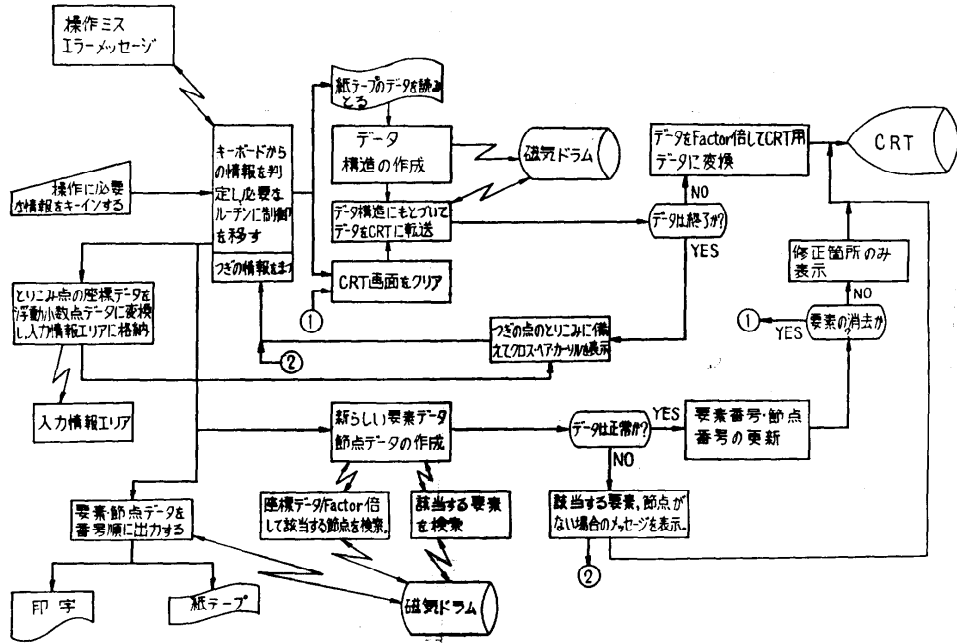 操作ミス
エラーメッセージ
紙テープのデータを読み
とる
データ
構造の作成
磁気ドラム
データをFactor倍してCRT用
データに変換
CRT
キーボードから
の情報を判
定し,必要な
ルーチンに制御
を移す
つぎの情報をまつ
操作に必要
な情報をキーインする
データ構造にもとづいて
データをCRTに転送
データは終了か?
NO
YES
修正箇所のみ
表示
CRT画面をクリア
①
とりこみ点の座標データを
浮動小数点データに変換
し,入力情報エリアに格納
つぎの点のとりこみに備
えてクロス・ヘア・カーソルを表示
②
NO
①
YES
要素の消去か
入力情報エリア
新らしい要素データ
節点データの作成
データは正常か?
YES
NO
要素番号・節点
番号の更新
要素・節点データを
番号順に出力する
座標データ/Factor倍
して該当する節点を検索
該当する要素
を検索
該当する要素,節点が
ない場合のメッセージを表示
②
印字
紙テープ
磁気ドラム